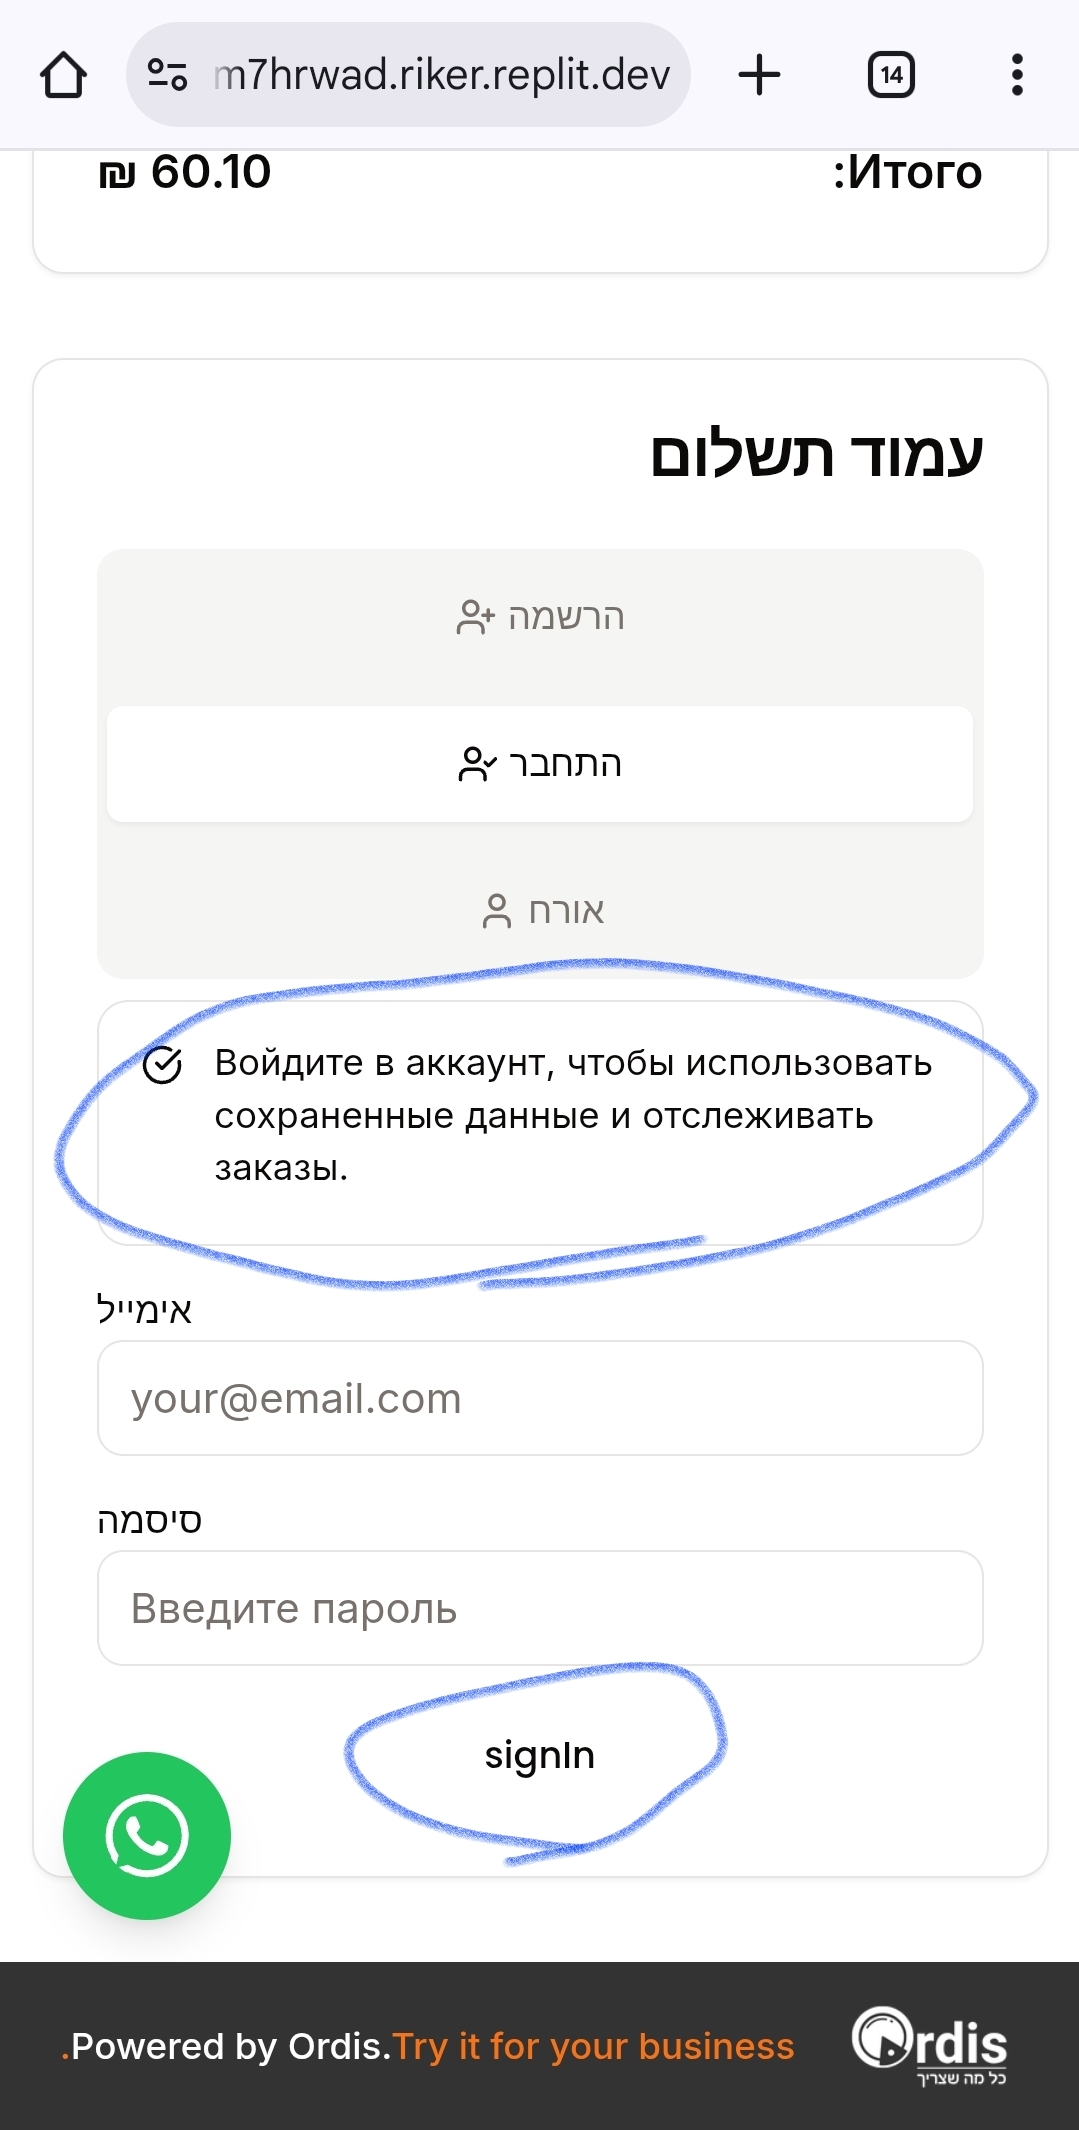 m7hrwad.riker.replit.dev
14
Итого:
60.10 ₪
עמוד תשלום
הרשמה
התחבר
אורח
Войдите в аккаунт, чтобы использовать
сохраненные данные и отслеживать
заказы.
אימייל
your@email.com
סיסמה
Введите пароль
signIn
.Powered by Ordis.Try it for your business
Ordis
כל מה שצריך